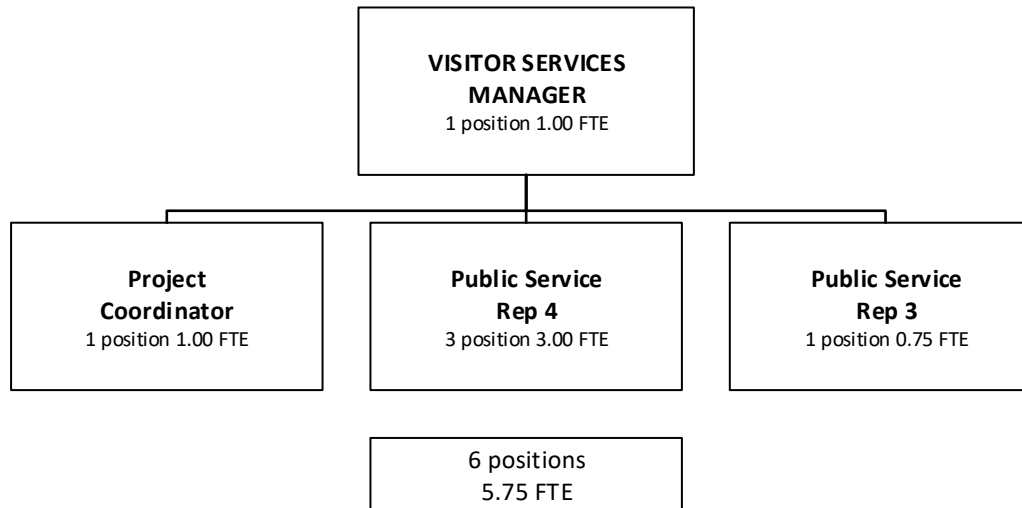 VISITOR SERVICES
MANAGER
1 position 1.00 FTE
Project
Coordinator
1 position 1.00 FTE
Public Service
Rep 4
3 position 3.00 FTE
Public Service
Rep 3
1 position 0.75 FTE
6 positions
5.75 FTE